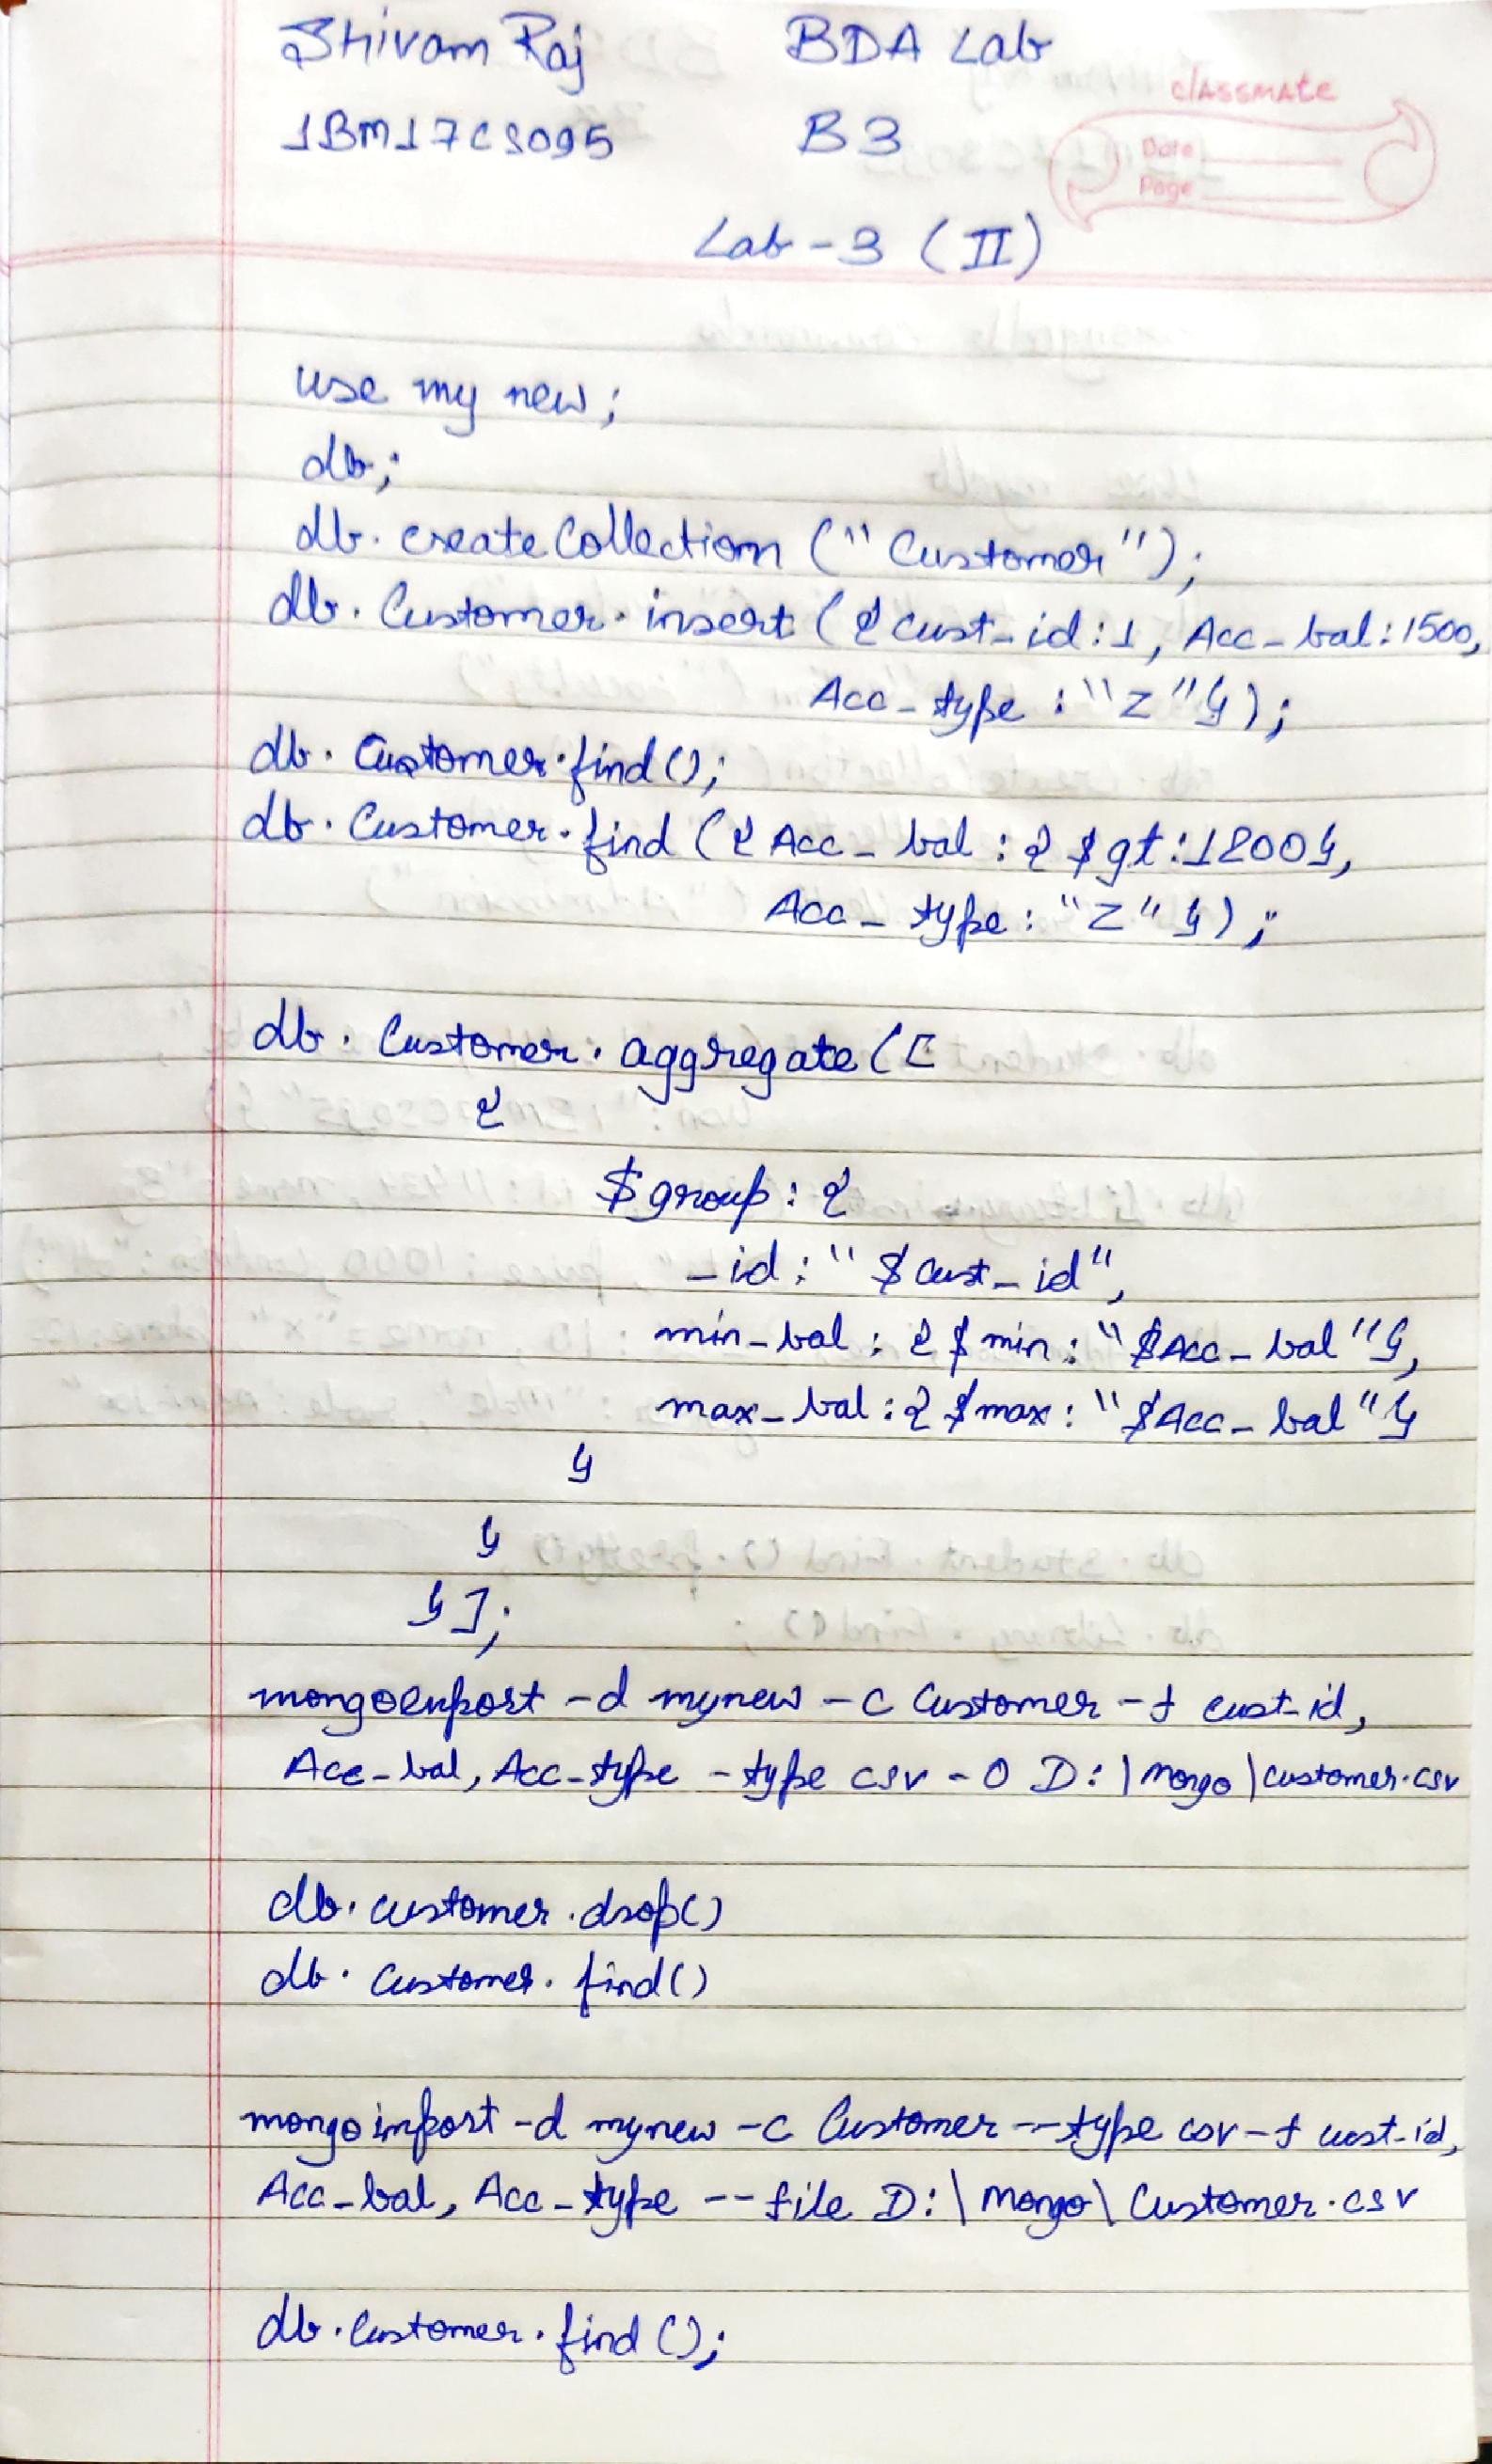 Shivam Raj BDA Lab
1BM17CS095 B3
classmate
Date
Page
Lab - 3 (II)
use my new;
db;
db. createCollection ("Customer");
db. Customer. insert ({cust_id:1, Acc_bal:1500,
Acc_type : "Z"});
db. Customer.find();
db. Customer. find ({Acc_bal : {$gt:1200},
Acc_type: "Z"});
db. Customer. aggregate ([
{
$group: {
_id: "$cust_id",
min_bal : {$min: "$Acc_bal"},
max_bal : {$max: "$Acc_bal"}
}
}
}];
mongoexport -d mynew -c Customer -f cust_id,
Acc_bal, Acc_type -type csv -O D:\mongo\customer.csv
db. customer .drop()
db. customer. find()
mongoimport -d mynew -c Customer --type csv -f cust_id,
Acc_bal, Acc_type --file D:\mongo\Customer.csv
db. Customer. find();